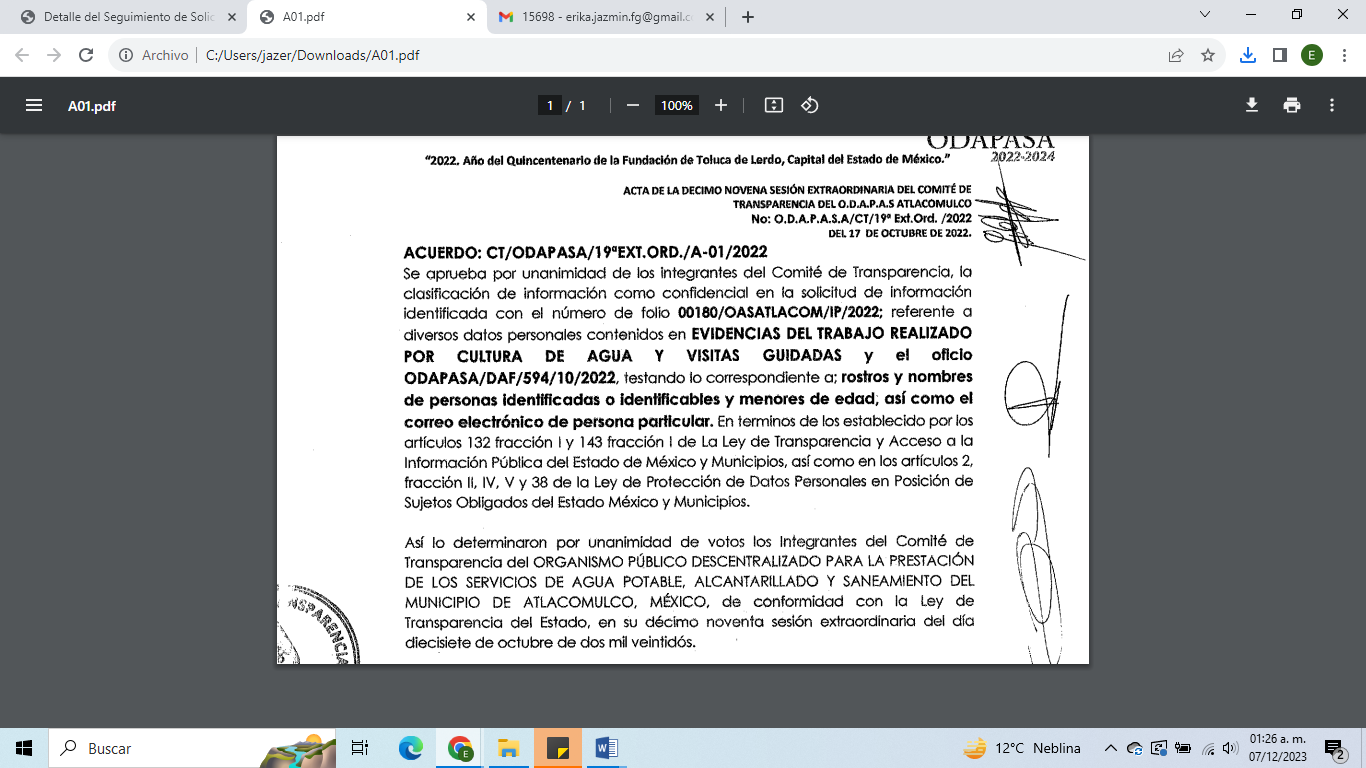 Detalle del Seguimiento de Solic
A01.pdf
15698 - erika.jazmin.fg@gmail.c
Archivo
C:/Users/jazer/Downloads/A01.pdf
E
A01.pdf
1 / 1
100%
ODAPASA
2022-2024
"2022. Año del Quincentenario de la Fundación de Toluca de Lerdo, Capital del Estado de México."
ACTA DE LA DECIMO NOVENA SESIÓN EXTRAORDINARIA DEL COMITÉ DE
TRANSPARENCIA DEL O.D.A.P.A.S ATLACOMULCO
No: O.D.A.P.A.S.A/CT/19ª Ext.Ord. /2022
DEL 17 DE OCTUBRE DE 2022.
ACUERDO: CT/ODAPASA/19ªEXT.ORD./A-01/2022
Se aprueba por unanimidad de los integrantes del Comité de Transparencia, la
clasificación de información como confidencial en la solicitud de información
identificada con el número de folio 00180/OASATLACOM/IP/2022; referente a
diversos datos personales contenidos en EVIDENCIAS DEL TRABAJO REALIZADO
POR CULTURA DE AGUA Y VISITAS GUIADADAS y el oficio
ODAPASA/DAF/594/10/2022, testando lo correspondiente a; rostros y nombres
de personas identificadas o identificables y menores de edad, así como el
correo electrónico de persona particular. En terminos de los establecido por los
artículos 132 fracción I y 143 fracción I de La Ley de Transparencia y Acceso a la
Información Pública del Estado de México y Municipios, así como en los artículos 2,
fracción Ii, IV, V y 38 de la Ley de Protección de Datos Personales en Posición de
Sujetos Obligados del Estado México y Municipios.
Así lo determinaron por unanimidad de votos los Integrantes del Comité de
Transparencia del ORGANISMO PÚBLICO DESCENTRALIZADO PARA LA PRESTACIÓN
DE LOS SERVICIOS DE AGUA POTABLE, ALCANTARILLADO Y SANEAMIENTO DEL
MUNICIPIO DE ATLACOMULCO, MÉXICO, de conformidad con la Ley de
Transparencia del Estado, en su décimo noventa sesión extraordinaria del día
diecisiete de octubre de dos mil veintidós.
NSPARENCIA
Buscar
12°C Neblina
01:26 a. m.
07/12/2023
2